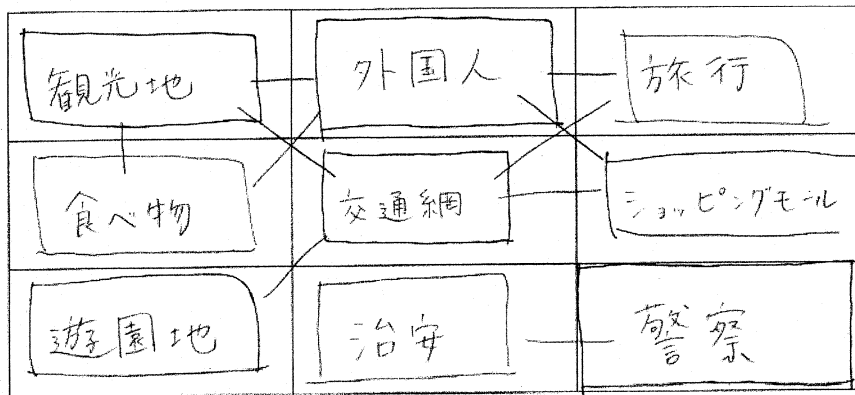 観光地
外国人
旅行
食べ物
交通網
ショッピングモール
遊園地
治安
警察